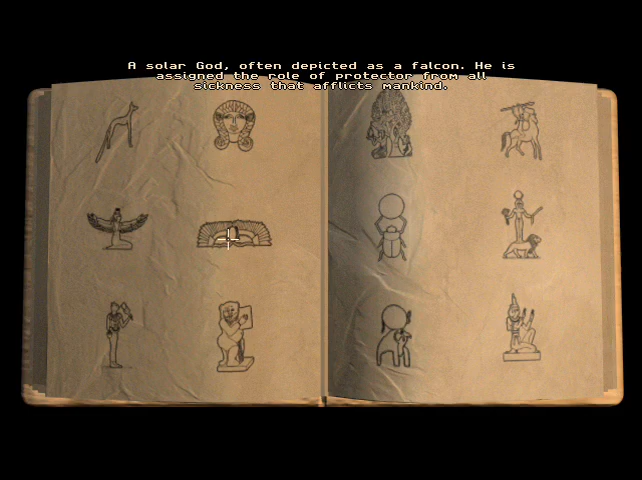 A solar God, often depicted as a falcon. He is
assigned the role of protector from all
sickness that afflicts mankind.